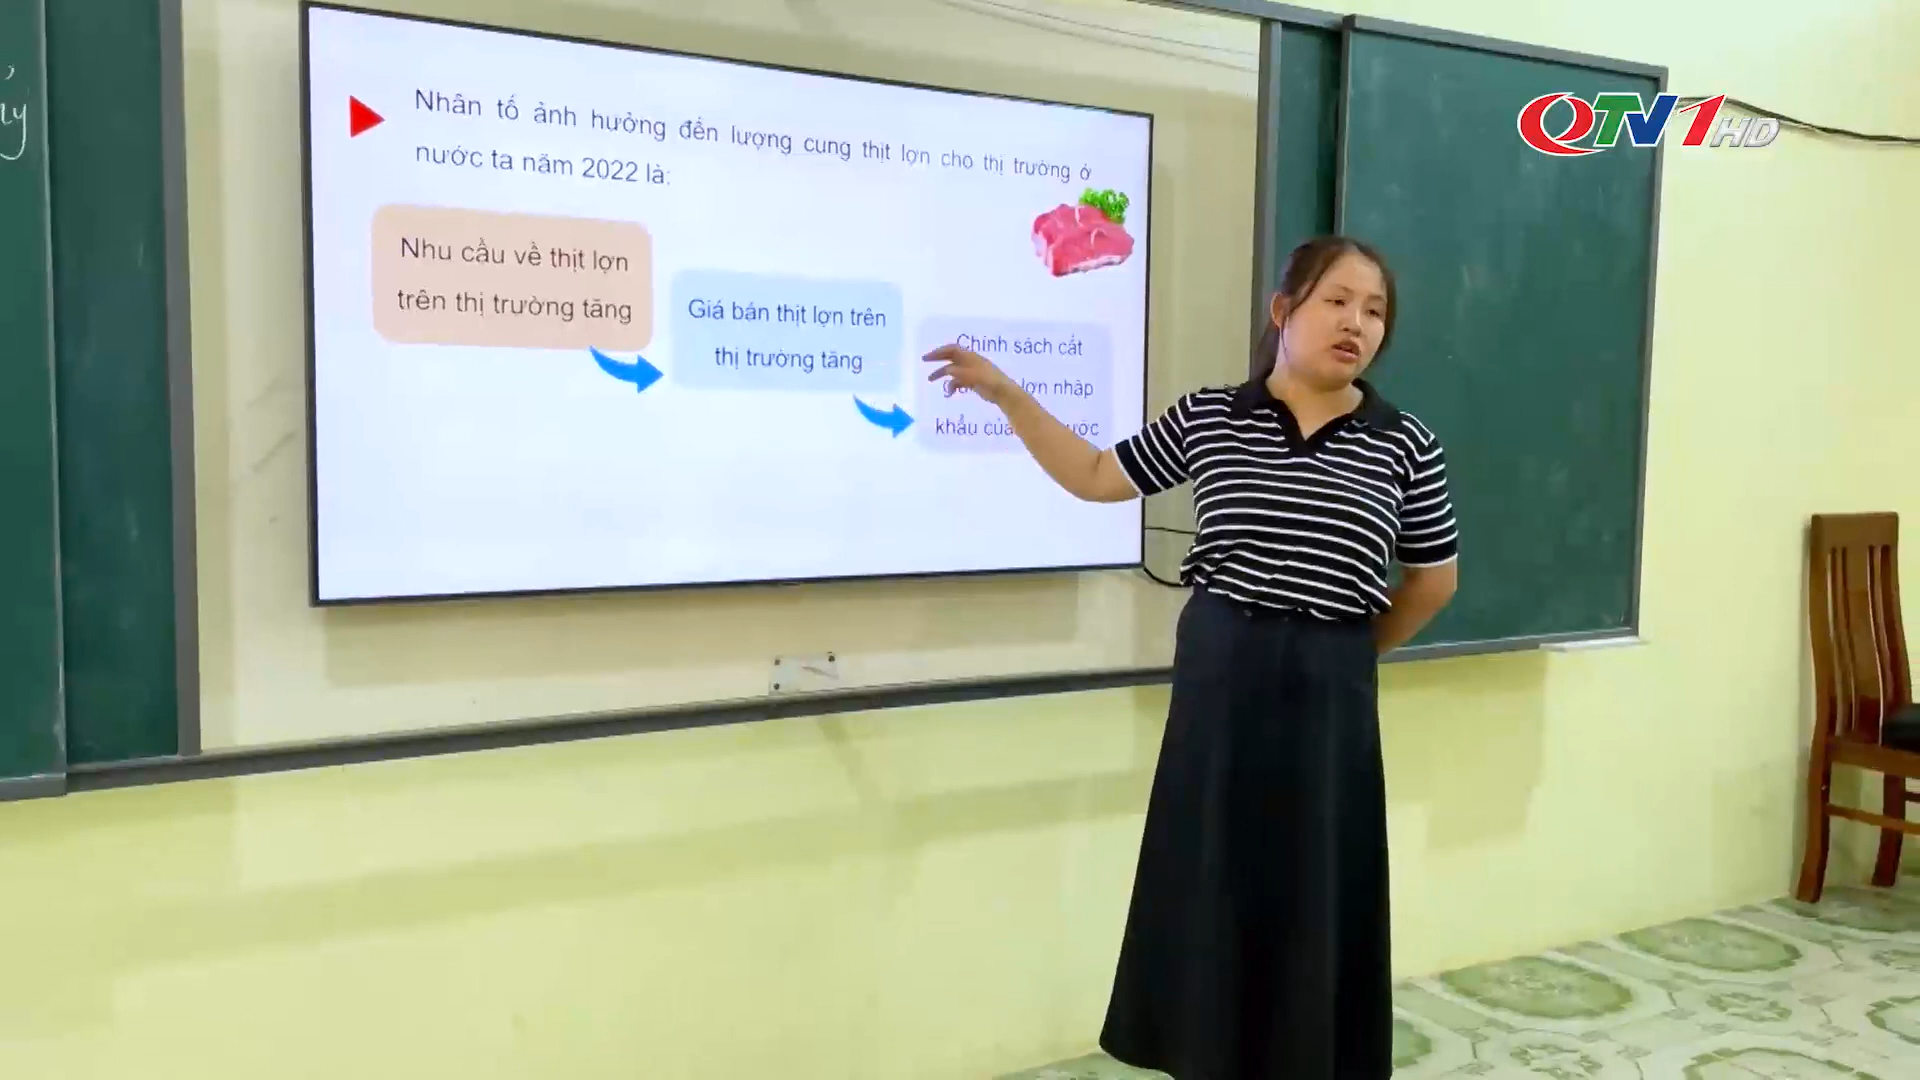 Nhân tố ảnh hưởng đến lượng cung thịt lợn cho thị trường ở
nước ta năm 2022 là:
Nhu cầu về thịt lợn
trên thị trường tăng
Giá bán thịt lợn trên
thị trường tăng
Chính sách cắt
lợn nhập
khẩu của
QTV1 HD